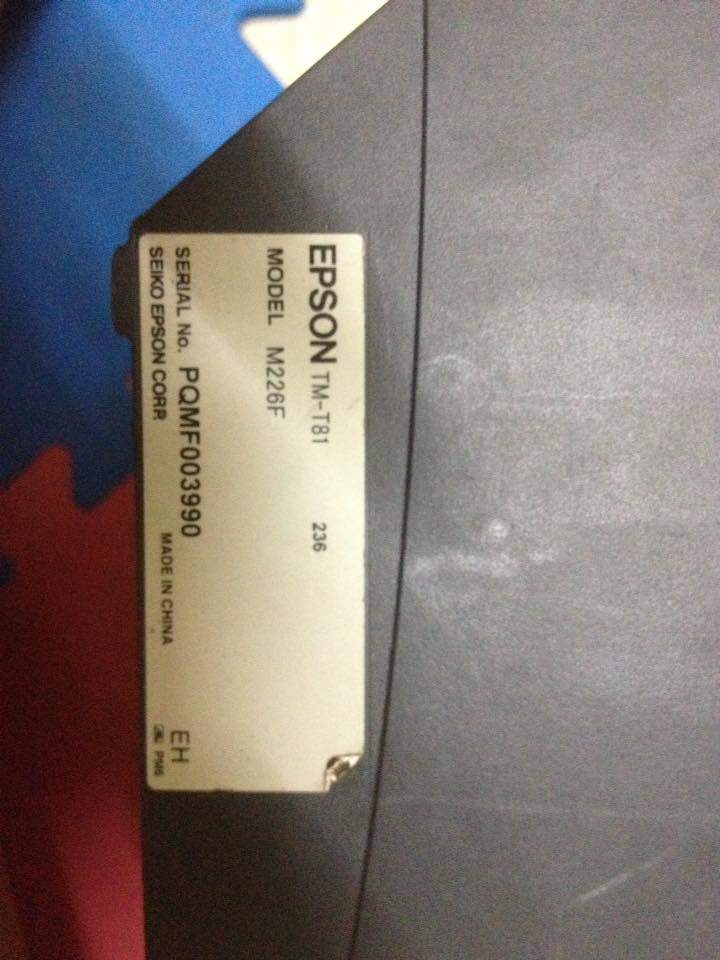 EPSON TM-T81 236
MODEL M226F
SERIAL No. PQMF003990 EH
SEIKO EPSON CORP. MADE IN CHINA